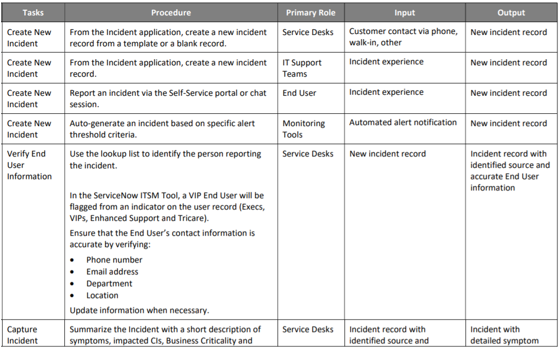 Tasks Procedure Primary Role Input Output
Create New Incident From the Incident application, create a new incident record from a template or a blank record. Service Desks Customer contact via phone, walk-in, other New incident record
Create New Incident From the Incident application, create a new incident record. IT Support Teams Incident experience New incident record
Create New Incident Report an incident via the Self-Service portal or chat session. End User Incident experience New incident record
Create New Incident Auto-generate an incident based on specific alert threshold criteria. Monitoring Tools Automated alert notification New incident record
Verify End User Information Use the lookup list to identify the person reporting the incident. Service Desks New incident record Incident record with identified source and accurate End User information
In the ServiceNow ITSM Tool, a VIP End User will be
flagged from an indicator on the user record (Execs,
VIPs, Enhanced Support and Tricare).
Ensure that the End User's contact information is
accurate by verifying:
• Phone number
• Email address
• Department
• Location
Update information when necessary.
Capture Incident Summarize the Incident with a short description of symptoms, impacted CIs, Business Criticality and Service Desks Incident record with identified source and Incident with detailed symptom